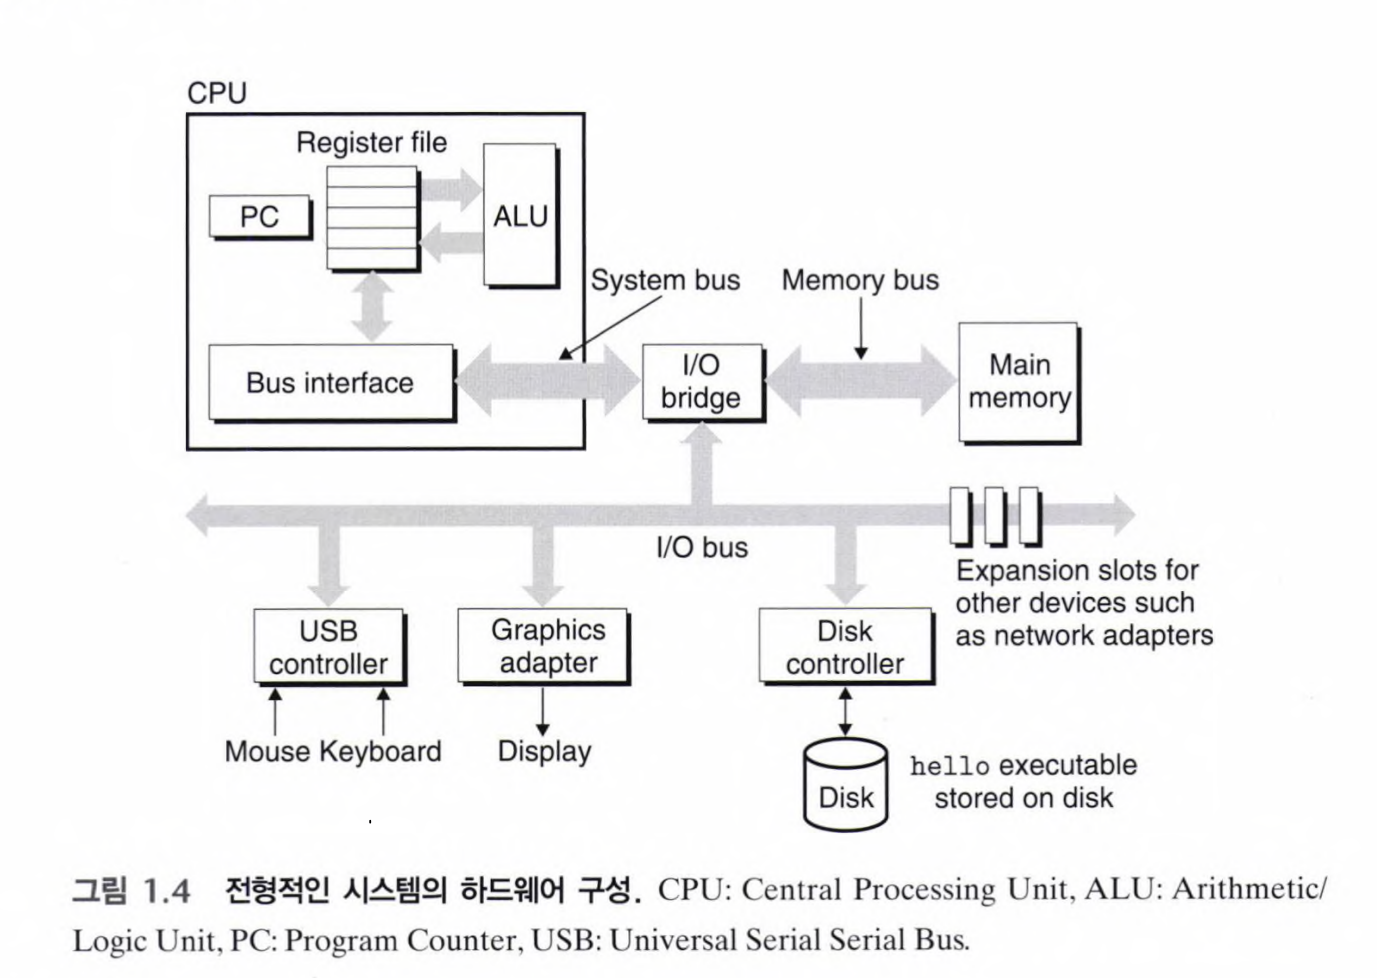 CPU
Register file
PC
ALU
System bus
Memory bus
Bus interface
I/O
bridge
Main
memory
I/O bus
Expansion slots for
other devices such
as network adapters
USB
controller
Graphics
adapter
Disk
controller
Mouse Keyboard
Display
Disk
hello executable
stored on disk
그림 1.4 전형적인 시스템의 하드웨어 구성. CPU: Central Processing Unit, ALU: Arithmetic/
Logic Unit, PC: Program Counter, USB: Universal Serial Serial Bus.